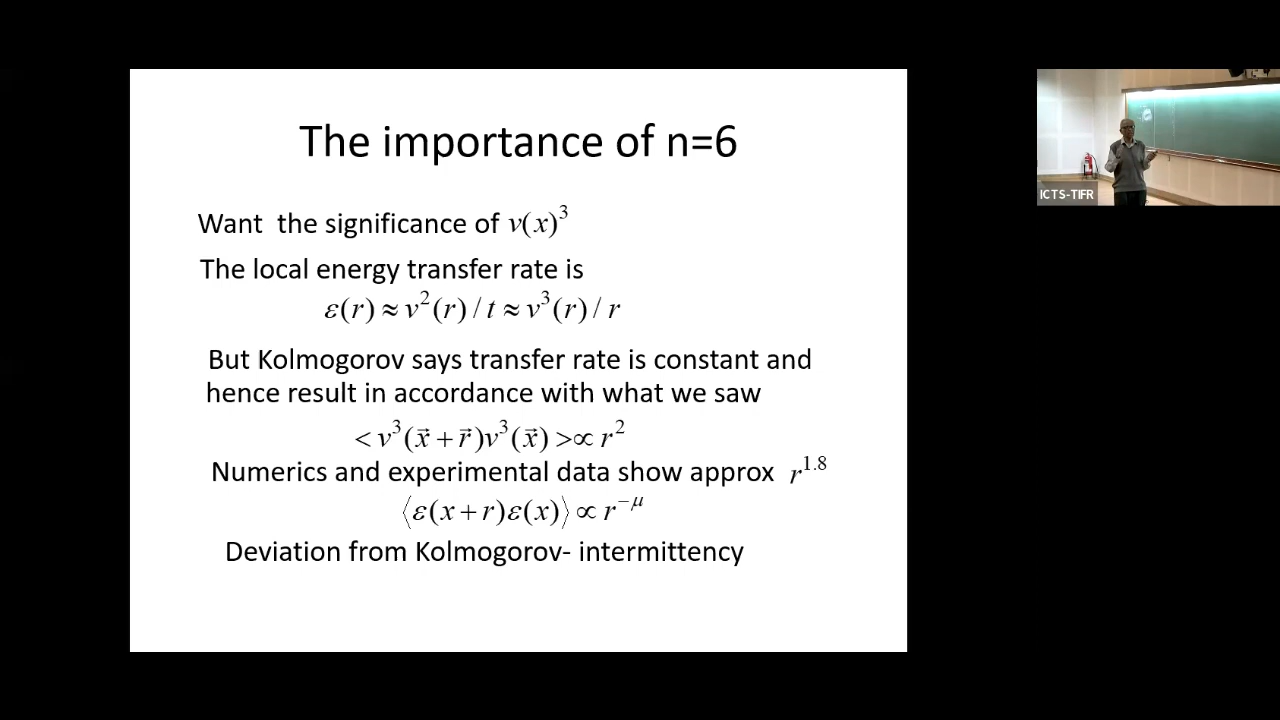 The importance of n=6
Want the significance of v(x)³
The local energy transfer rate is
ε(r) ≈ v²(r) / t ≈ v³(r) / r
But Kolmogorov says transfer rate is constant and
hence result in accordance with what we saw
< v³(x⃗ + r⃗)v³(x⃗) >∝ r²
Numerics and experimental data show approx r¹·⁸
⟨ε(x + r)ε(x)⟩ ∝ r⁻μ
Deviation from Kolmogorov- intermittency
ICTS-TIFR